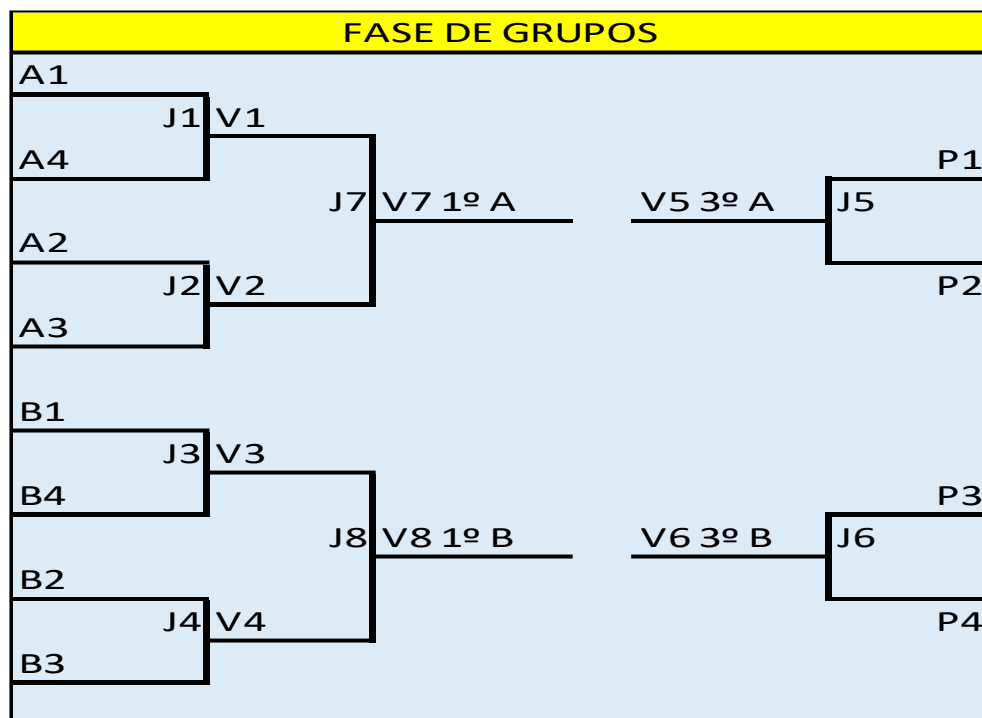 FASE DE GRUPOS
A1
J1 V1
A4 P1
J7 V7 1º A V5 3º A J5
A2
J2 V2 P2
A3
B1
J3 V3
B4 P3
J8 V8 1º B V6 3º B J6
B2
J4 V4 P4
B3